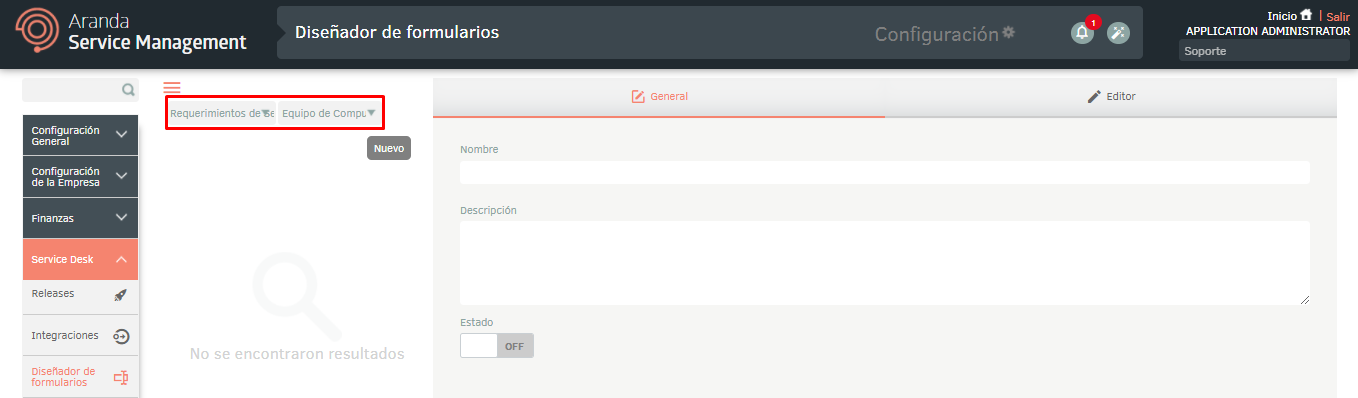 Aranda
Service Management
Diseñador de formularios
Configuración
1
Inicio | Salir
APPLICATION ADMINISTRATOR
Soporte
Configuración
General
Configuración
de la Empresa
Finanzas
Service Desk
Releases
Integraciones
Diseñador de
formularios
Requerimientos de Se
Equipo de Compu
Nuevo
No se encontraron resultados
General
Editor
Nombre
Descripción
Estado
OFF